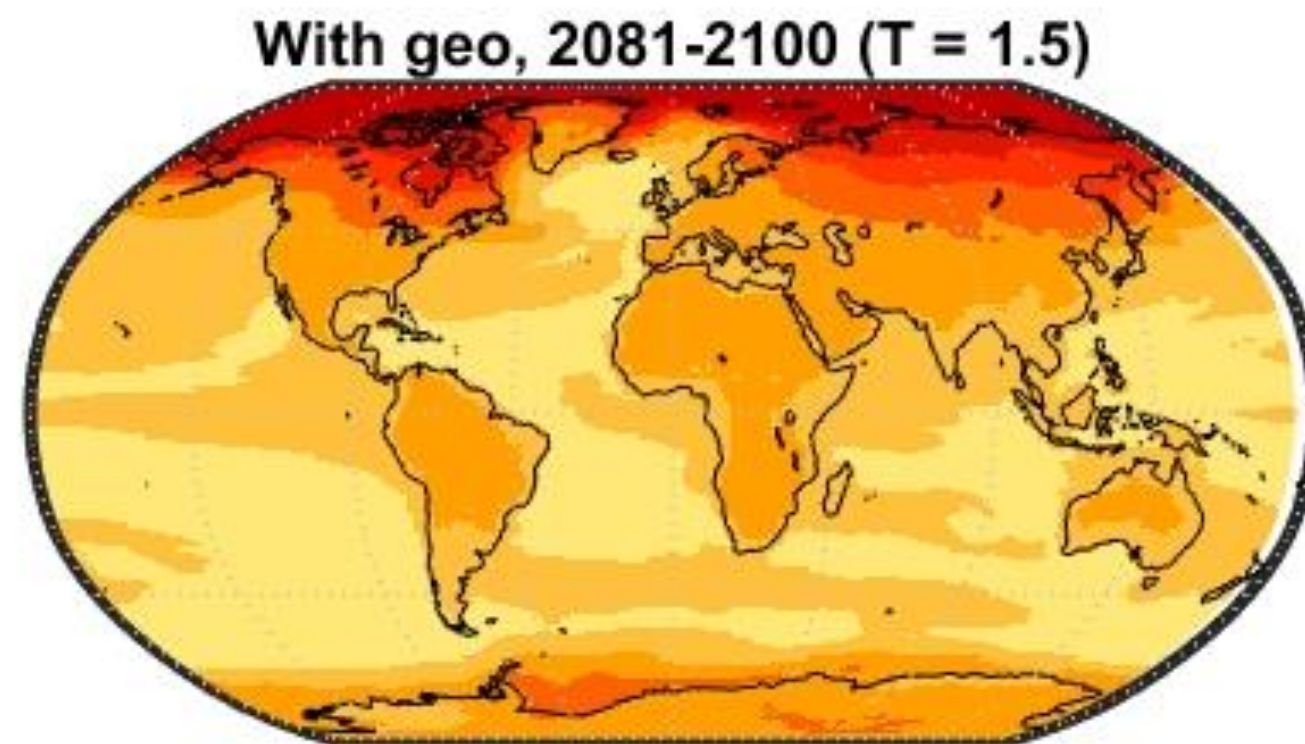 With geo, 2081-2100 (T = 1.5)